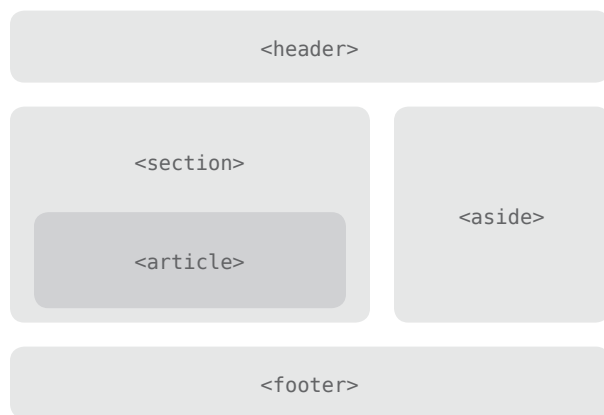 <header>
<section>
<aside>
<article>
<footer>